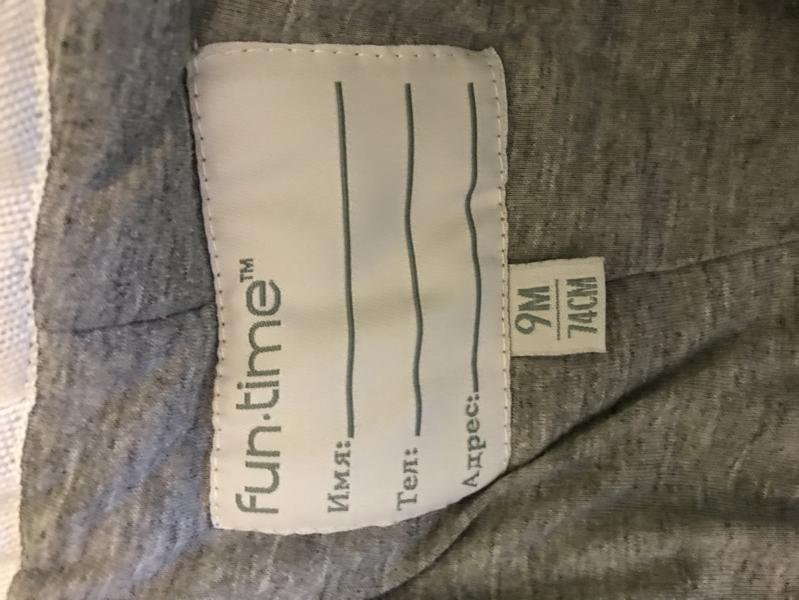 fun·time™
Имя:
Тел:
Адрес:
9M
74CM